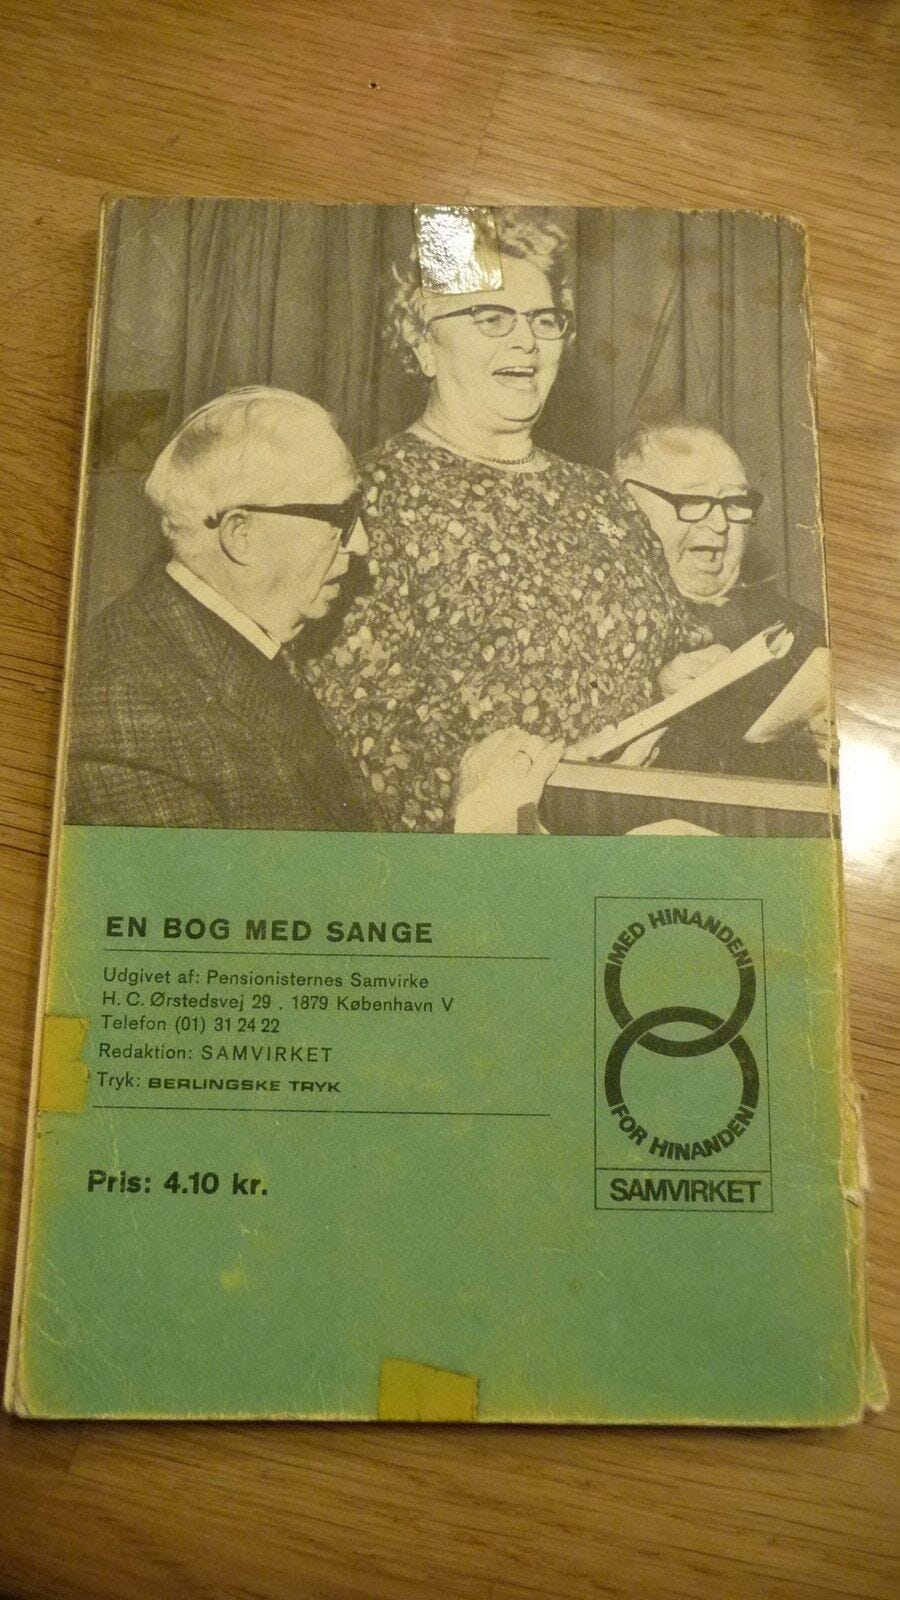 EN BOG MED SANGE
Udgivet af: Pensionisternes Samvirke
H. C. Ørstedsvej 29 . 1879 København V
Telefon (01) 31 24 22
Redaktion: SAMVIRKET
Tryk: BERLINGSKE TRYK
Pris: 4.10 kr.
MED HINANDEN
FOR HINANDEN
SAMVIRKET